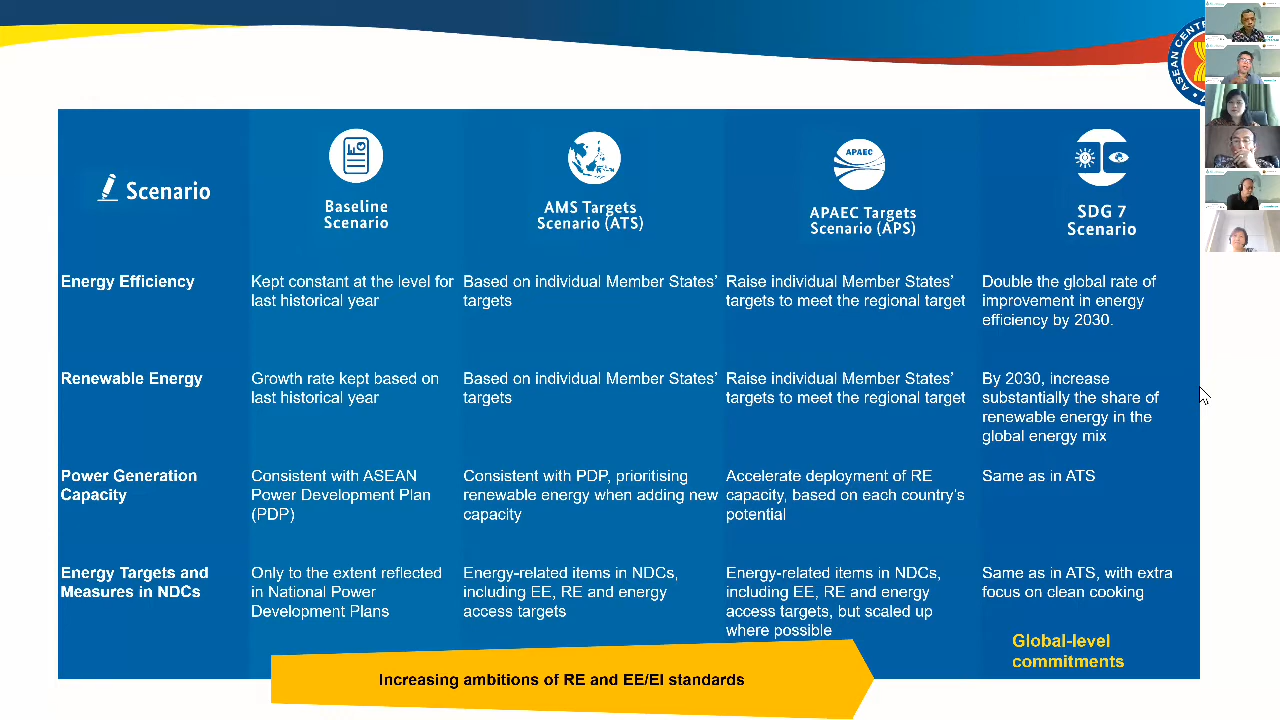 ASEAN CENTR
Scenario
Baseline
Scenario
AMS Targets
Scenario (ATS)
APAEC
APAEC Targets
Scenario (APS)
SDG 7
Scenario
Energy Efficiency
Kept constant at the level for
last historical year
Based on individual Member States’
targets
Raise individual Member States’
targets to meet the regional target
Double the global rate of
improvement in energy
efficiency by 2030.
Renewable Energy
Growth rate kept based on
last historical year
Based on individual Member States’
targets
Raise individual Member States’
targets to meet the regional target
By 2030, increase
substantially the share of
renewable energy in the
global energy mix
Power Generation
Capacity
Consistent with ASEAN
Power Development Plan
(PDP)
Consistent with PDP, prioritising
renewable energy when adding new
capacity
Accelerate deployment of RE
capacity, based on each country’s
potential
Same as in ATS
Energy Targets and
Measures in NDCs
Only to the extent reflected
in National Power
Development Plans
Energy-related items in NDCs,
including EE, RE and energy
access targets
Energy-related items in NDCs,
including EE, RE and energy
access targets, but scaled up
where possible
Same as in ATS, with extra
focus on clean cooking
Global-level
commitments
Increasing ambitions of RE and EE/EI standards